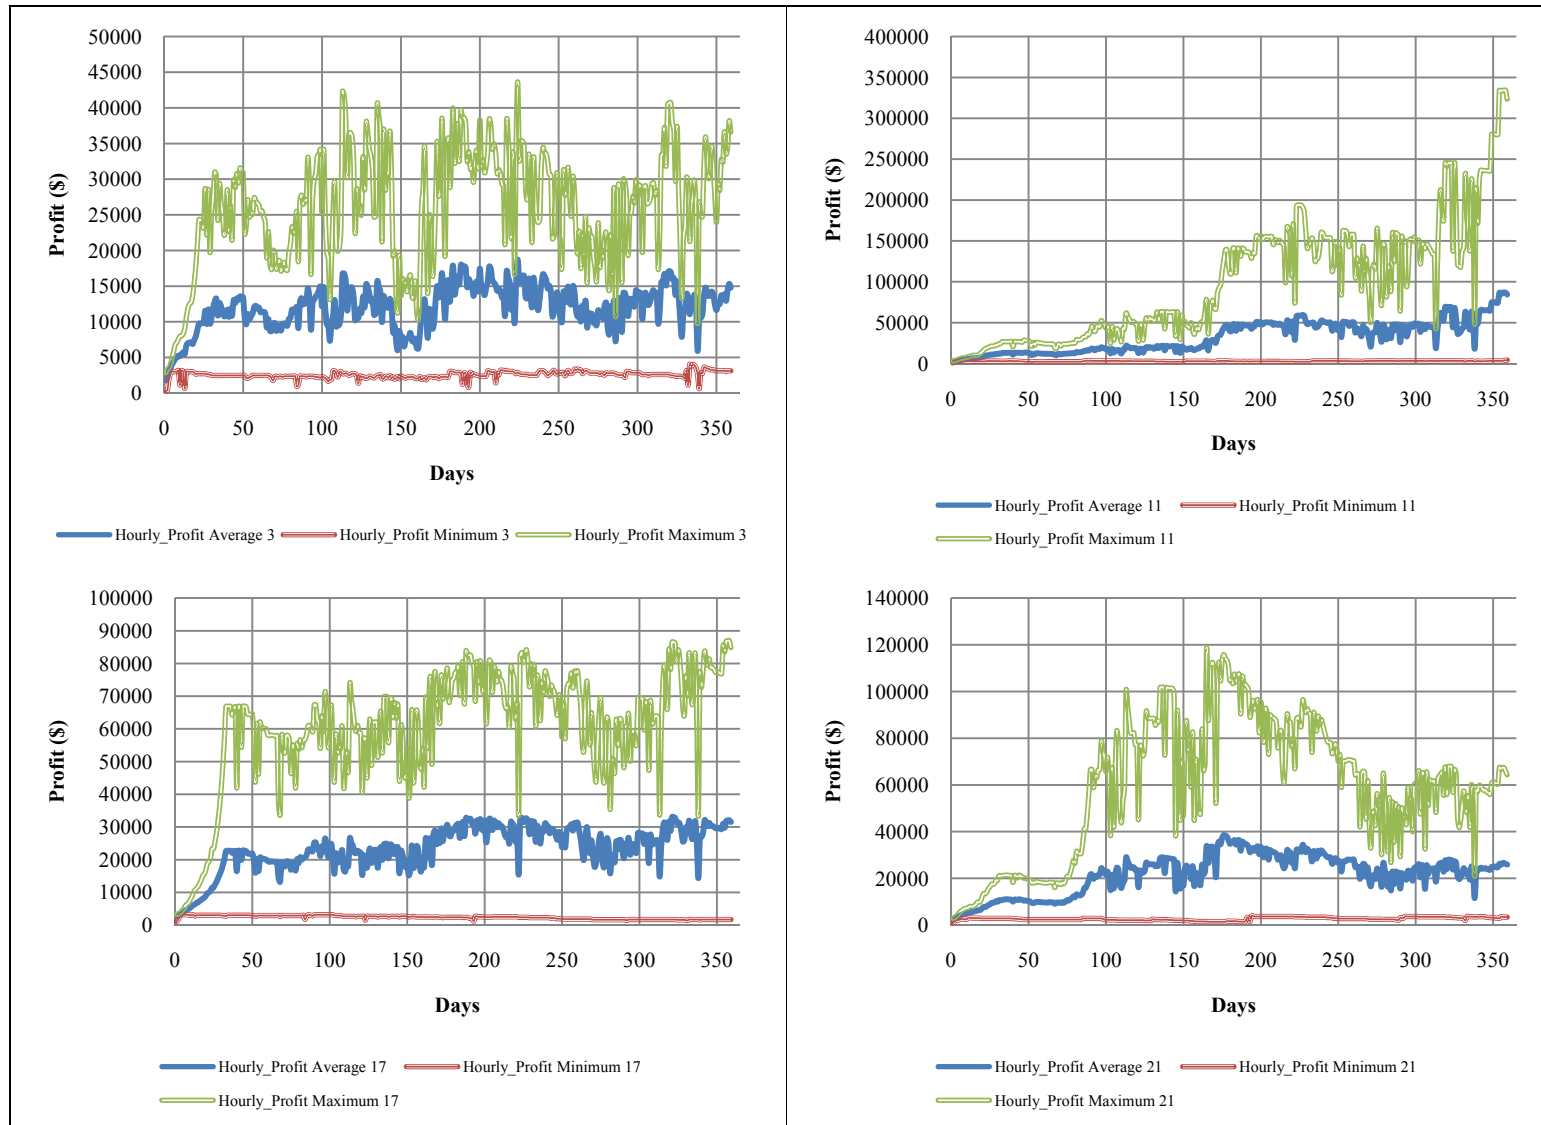 50000
45000
40000
35000
30000
25000
20000
15000
10000
5000
0
Profit ($)
0 50 100 150 200 250 300 350
Days
Hourly_Profit Average 3 Hourly_Profit Minimum 3 Hourly_Profit Maximum 3
400000
350000
300000
250000
200000
150000
100000
50000
0
Profit ($)
0 50 100 150 200 250 300 350
Days
Hourly_Profit Average 11 Hourly_Profit Minimum 11
Hourly_Profit Maximum 11
100000
90000
80000
70000
60000
50000
40000
30000
20000
10000
0
Profit ($)
0 50 100 150 200 250 300 350
Days
Hourly_Profit Average 17 Hourly_Profit Minimum 17
Hourly_Profit Maximum 17
140000
120000
100000
80000
60000
40000
20000
0
Profit ($)
0 50 100 150 200 250 300 350
Days
Hourly_Profit Average 21 Hourly_Profit Minimum 21
Hourly_Profit Maximum 21